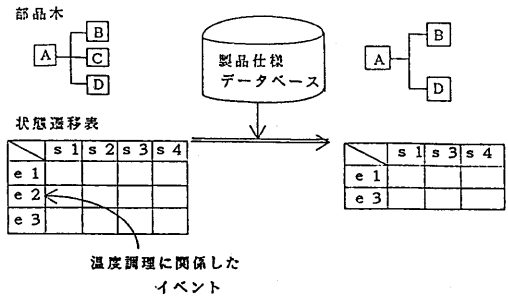 部品木
A
B
C
D
製品仕様
データベース
A
B
D
状態遷移表
s 1 s 2 s 3 s 4
e 1
e 2
e 3
s 1 s 3 s 4
e 1
e 3
温度調理に関係した
イベント